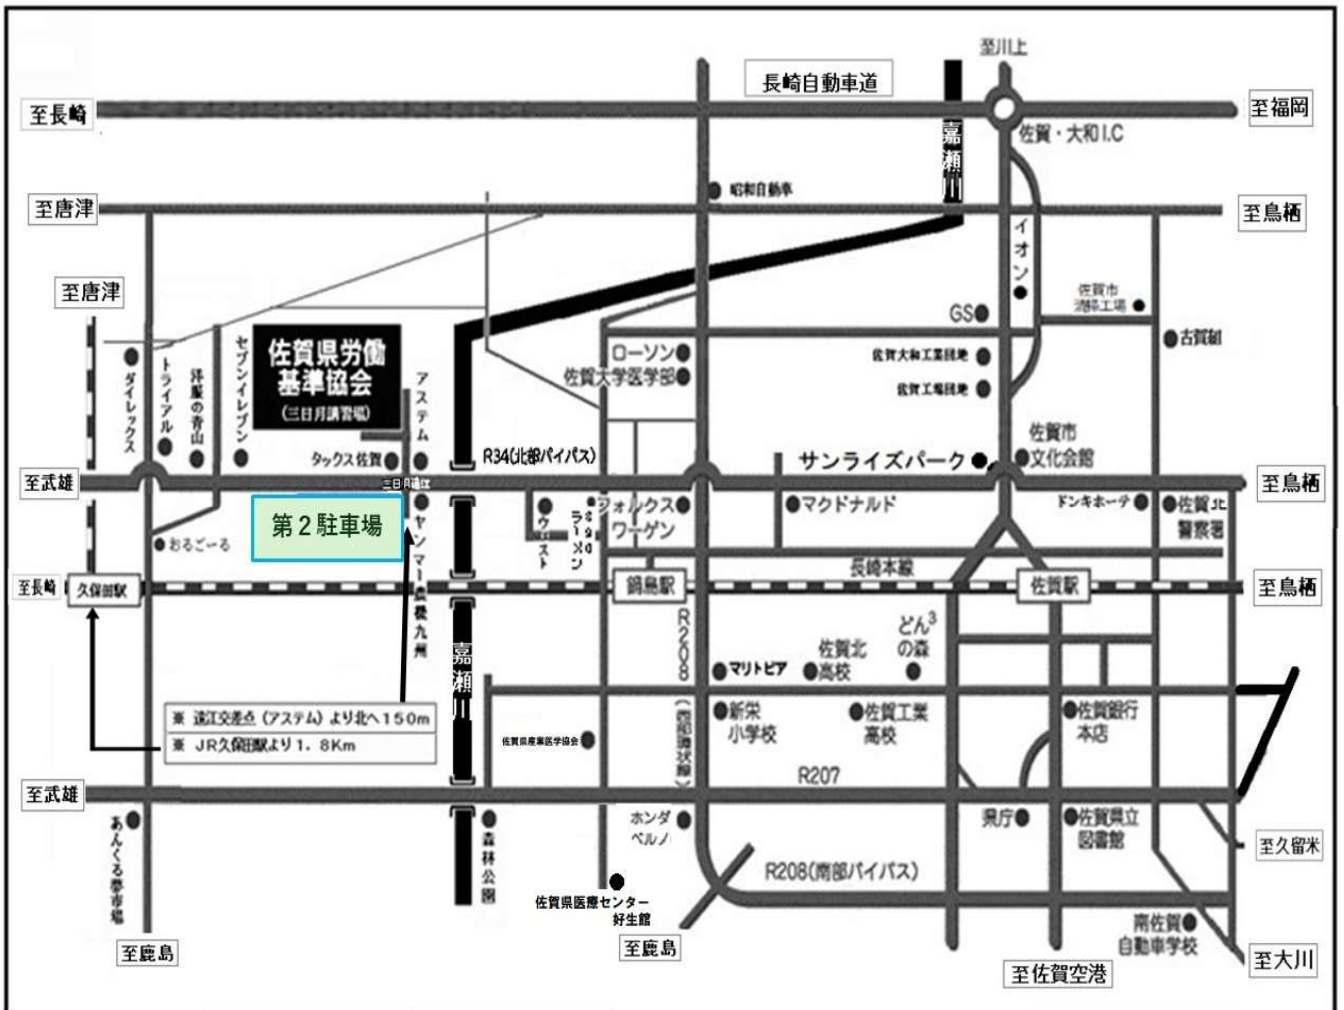 至川上
長崎自動車道
至長崎
至福岡
佐賀・大和I.C
嘉瀬川
昭和自動車
至唐津
至鳥栖
イオン
至唐津
佐賀市
清掃工場
GS
古賀組
佐賀県労働
基準協会
(三日月講習場)
ローソン
佐賀大学医学部
佐賀大和工業団地
佐賀工場団地
ダイレックス
トライアル
洋服の青山
セブンイレブン
アステム
タックス佐賀
R34(北部バイパス)
サンライズパーク
佐賀市
文化会館
至武雄
至鳥栖
第2駐車場
ヤンマー農機九州
ウエスト
ラーメン
フォルクス
ワーゲン
マクドナルド
ドンキホーテ
佐賀北
警察署
おるごーる
長崎本線
至長崎
久保田駅
鍋島駅
佐賀駅
至鳥栖
R208
(西部環状線)
嘉瀬川
マリトピア
佐賀北
高校
どん3
の森
※ 遠江交差点(アステム)より北へ150m
※ JR久保田駅より1.8Km
佐賀県産業医学協会
新栄
小学校
佐賀工業
高校
佐賀銀行
本店
R207
至武雄
あんくる夢市場
森林公園
ホンダ
ベルノ
県庁
佐賀県立
図書館
至久留米
R208(南部バイパス)
佐賀県医療センター
好生館
至鹿島
至鹿島
南佐賀
自動車学校
至佐賀空港
至大川